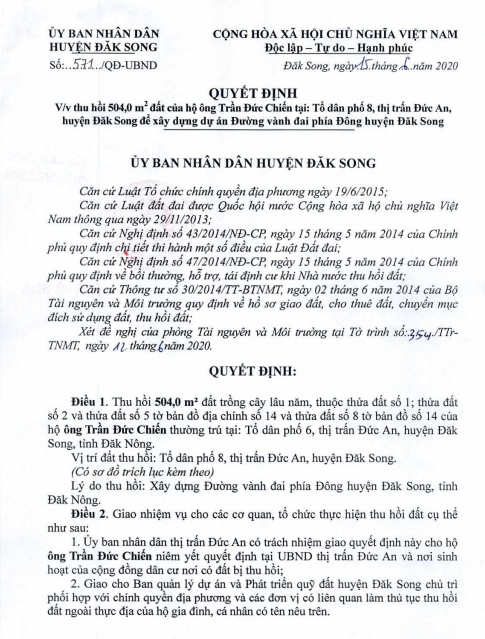 ỦY BAN NHÂN DÂN
HUYỆN ĐĂK SONG
CỘNG HÒA XÃ HỘI CHỦ NGHĨA VIỆT NAM
Độc lập – Tự do – Hạnh phúc
Số:..571../QĐ-UBND
Đăk Song, ngày 15 tháng 6 năm 2020
QUYẾT ĐỊNH
V/v thu hồi 504,0 m² đất của hộ ông Trần Đức Chiến tại: Tổ dân phố 8, thị trấn Đức An,
huyện Đăk Song để xây dựng dự án Đường vành đai phía Đông huyện Đăk Song
ỦY BAN NHÂN DÂN HUYỆN ĐĂK SONG
Căn cứ Luật Tổ chức chính quyền địa phương ngày 19/6/2015;
Căn cứ Luật đất đai được Quốc hội nước Cộng hòa xã hộ chủ nghĩa Việt
Nam thông qua ngày 29/11/2013;
Căn cứ Nghị định số 43/2014/NĐ-CP, ngày 15 tháng 5 năm 2014 của Chính
phủ quy định chi tiết thi hành một số điều của Luật Đất đai;
Căn cứ Nghị định số 47/2014/NĐ-CP, ngày 15 tháng 5 năm 2014 của Chính
phủ quy định về bồi thường, hỗ trợ, tái định cư khi Nhà nước thu hồi đất;
Căn cứ Thông tư số 30/2014/TT-BTNMT, ngày 02 tháng 6 năm 2014 của Bộ
Tài nguyên và Môi trường quy định về hồ sơ giao đất, cho thuê đất, chuyển mục
đích sử dụng đất, thu hồi đất;
Xét đề nghị của phòng Tài nguyên và Môi trường tại Tờ trình số:.354./TTr-
TNMT, ngày 12 tháng 6 năm 2020.
QUYẾT ĐỊNH:
Điều 1. Thu hồi 504,0 m² đất trồng cây lâu năm, thuộc thửa đất số 1; thửa đất
số 2 và thửa đất số 5 tờ bản đồ địa chính số 14 và thửa đất số 8 tờ bản đồ số 14 của
hộ ông Trần Đức Chiến thường trú tại: Tổ dân phố 6, thị trấn Đức An, huyện Đăk
Song, tỉnh Đăk Nông.
Vị trí đất thu hồi: Tổ dân phố 8, thị trấn Đức An, huyện Đăk Song.
(Có sơ đồ trích lục kèm theo)
Lý do thu hồi: Xây dựng Đường vành đai phía Đông huyện Đăk Song, tỉnh
Đăk Nông.
Điều 2. Giao nhiệm vụ cho các cơ quan, tổ chức thực hiện thu hồi đất cụ thể
như sau:
1. Ủy ban nhân dân thị trấn Đức An có trách nhiệm giao quyết định này cho hộ
ông Trần Đức Chiến niêm yết quyết định tại UBND thị trấn Đức An và nơi sinh
hoạt của cộng đồng dân cư nơi có đất bị thu hồi;
2. Giao cho Ban quản lý dự án và Phát triển quỹ đất huyện Đăk Song chủ trì
phối hợp với chính quyền địa phương và các đơn vị có liên quan làm thủ tục thu hồi
đất ngoài thực địa của hộ gia đình, cá nhân có tên nêu trên.